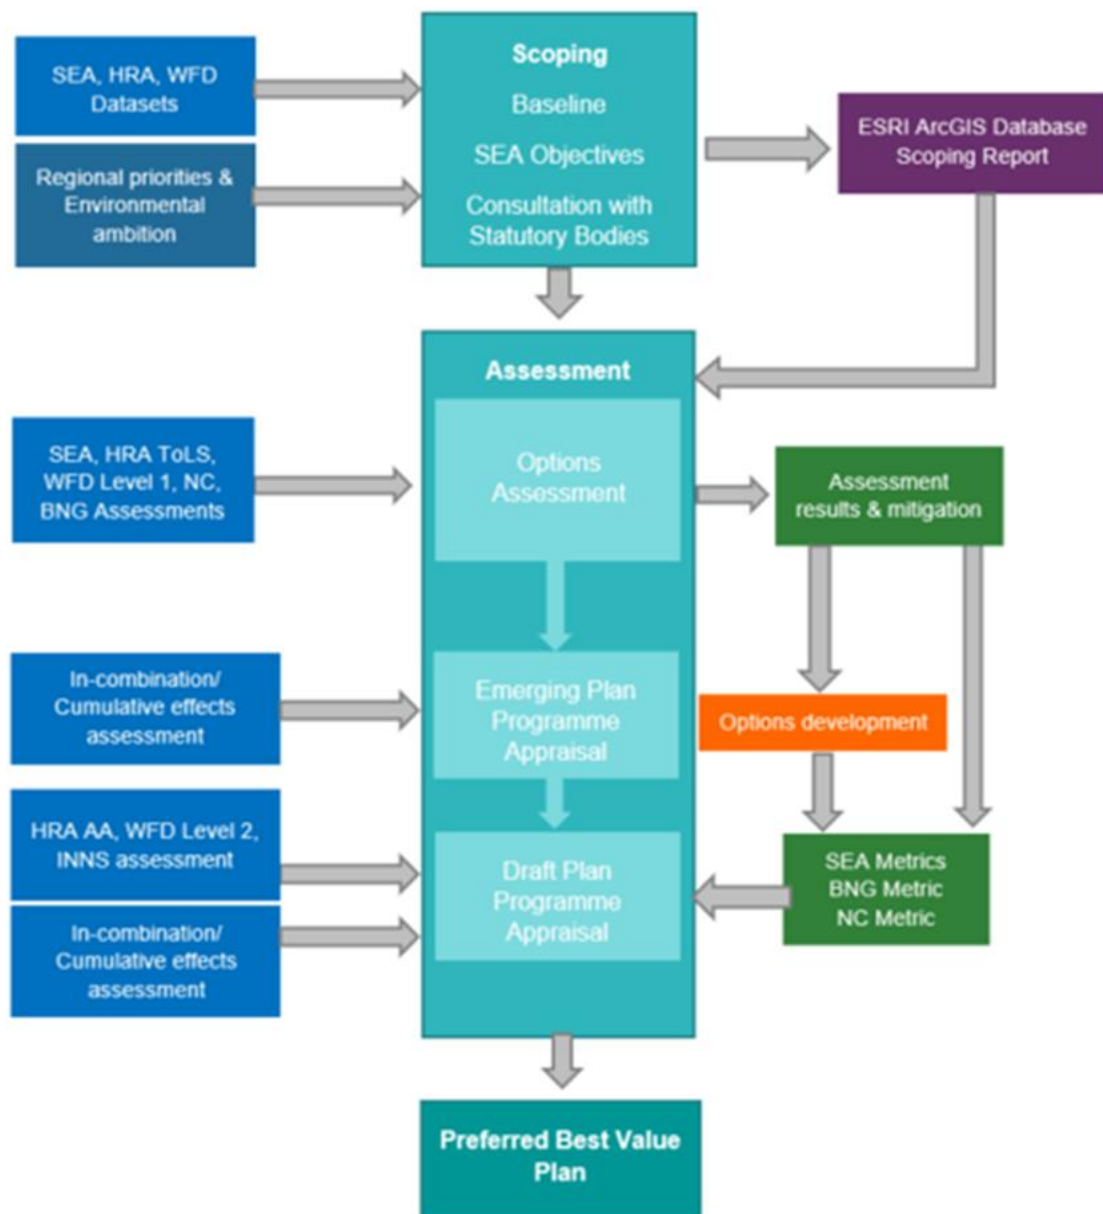 SEA, HRA, WFD
Datasets
Regional priorities &
Environmental
ambition
Scoping
Baseline
SEA Objectives
Consultation with
Statutory Bodies
ESRI ArcGIS Database
Scoping Report
Assessment
SEA, HRA ToLS,
WFD Level 1, NC,
BNG Assessments
Options
Assessment
Assessment
results & mitigation
In-combination/
Cumulative effects
assessment
Emerging Plan
Programme
Appraisal
Options development
HRA AA, WFD Level 2,
INNS assessment
In-combination/
Cumulative effects
assessment
Draft Plan
Programme
Appraisal
SEA Metrics
BNG Metric
NC Metric
Preferred Best Value
Plan